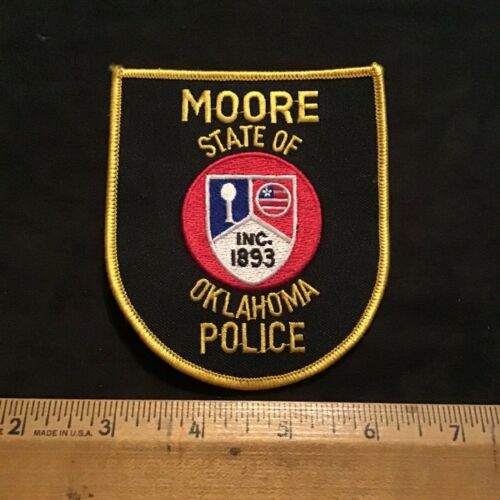 MOORE
STATE OF
INC.
1893
OKLAHOMA
POLICE
2 3 4 5 6 7
MADE IN U.S.A.